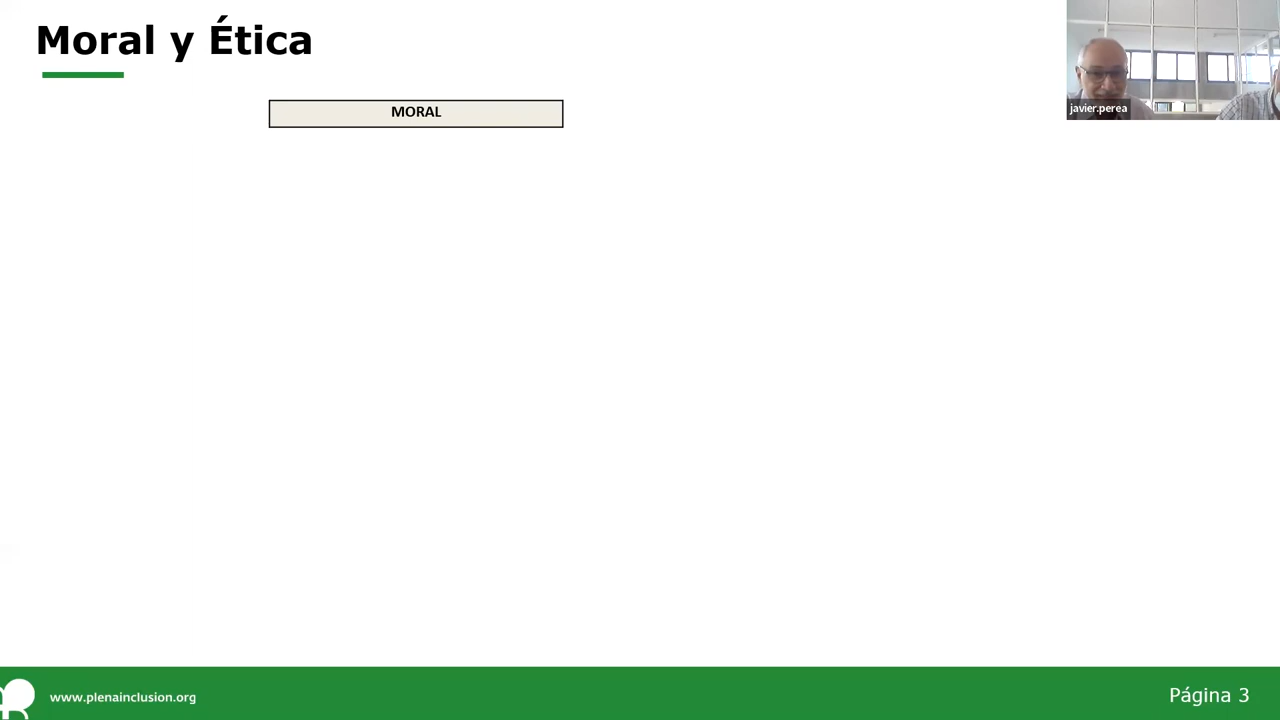 Moral y Ética
javier.perea
MORAL
www.plenainclusion.org
Página 3